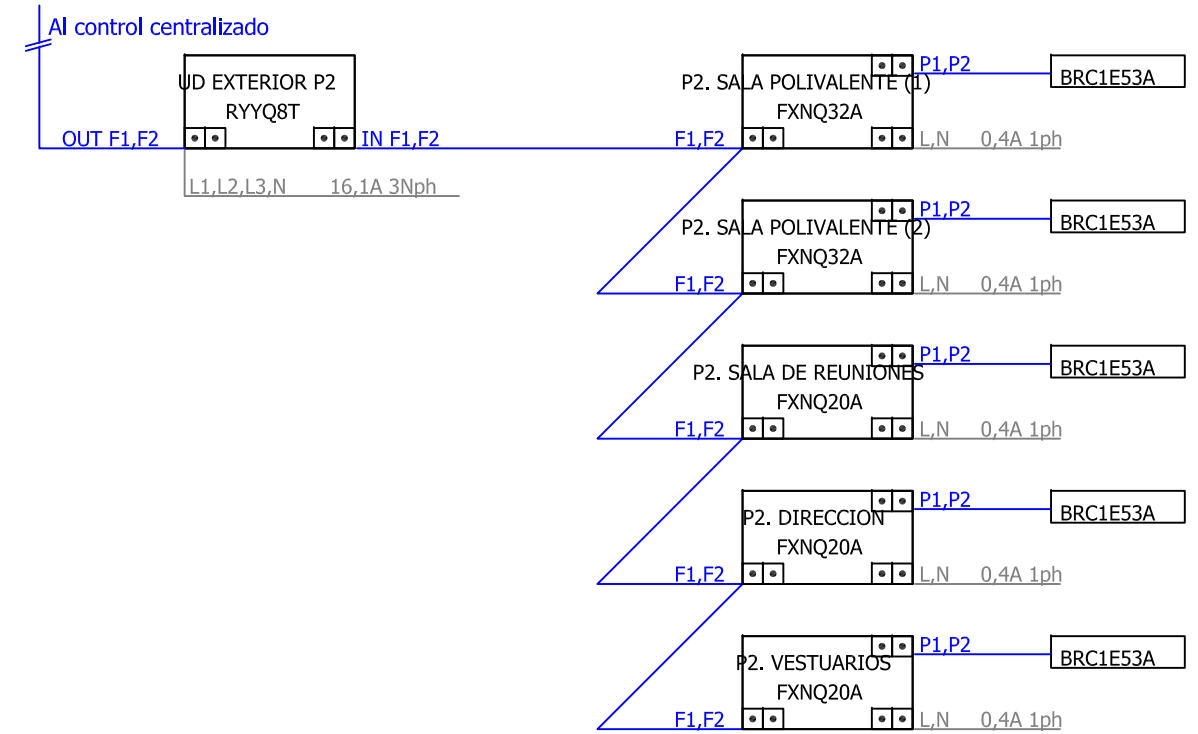 Al control centralizado
UD EXTERIOR P2
RYYQ8T
OUT F1,F2
IN F1,F2
L1,L2,L3,N 16,1A 3Nph
P1,P2
BRC1E53A
P2. SALA POLIVALENTE (1)
FXNQ32A
F1,F2
L,N 0,4A 1ph
P1,P2
BRC1E53A
P2. SALA POLIVALENTE (2)
FXNQ32A
F1,F2
L,N 0,4A 1ph
P1,P2
BRC1E53A
P2. SALA DE REUNIONES
FXNQ20A
F1,F2
L,N 0,4A 1ph
P1,P2
BRC1E53A
P2. DIRECCION
FXNQ20A
F1,F2
L,N 0,4A 1ph
P1,P2
BRC1E53A
P2. VESTUARIOS
FXNQ20A
F1,F2
L,N 0,4A 1ph